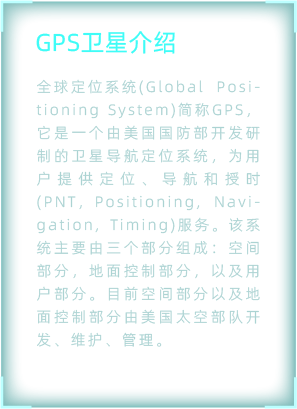 GPS卫星介绍
全球定位系统(Global Posi-
tioning System)简称GPS，
它是一个由美国国防部开发研
制的卫星导航定位系统，为用
户提供定位、导航和授时
(PNT, Positioning, Navi-
gation, Timing)服务。该系
统主要由三个部分组成：空间
部分，地面控制部分，以及用
户部分。目前空间部分以及地
面控制部分由美国太空部队开
发、维护、管理。